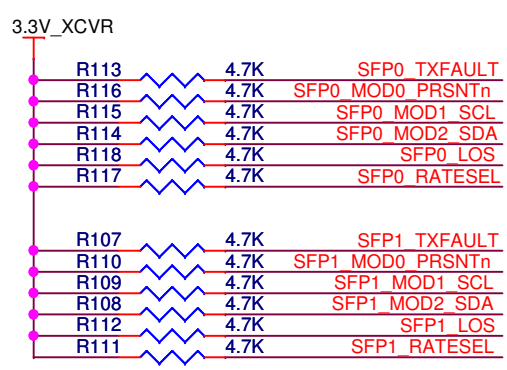 3.3V_XCVR
R113 4.7K SFP0_TXFAULT
R116 4.7K SFP0_MOD0_PRSNTn
R115 4.7K SFP0_MOD1_SCL
R114 4.7K SFP0_MOD2_SDA
R118 4.7K SFP0_LOS
R117 4.7K SFP0_RATESEL
R107 4.7K SFP1_TXFAULT
R110 4.7K SFP1_MOD0_PRSNTn
R109 4.7K SFP1_MOD1_SCL
R108 4.7K SFP1_MOD2_SDA
R112 4.7K SFP1_LOS
R111 4.7K SFP1_RATESEL